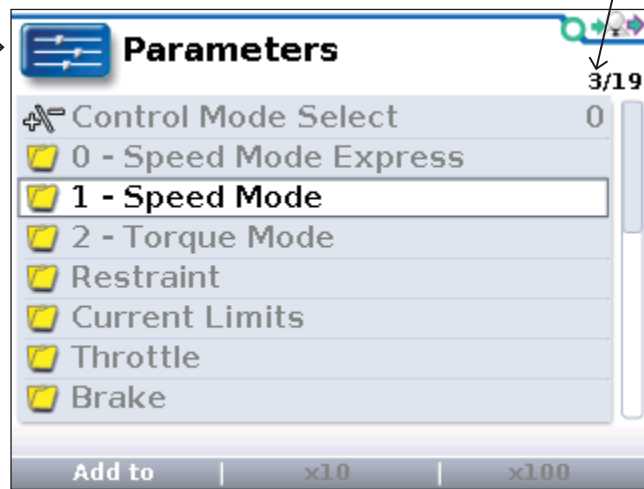 Parameters
3/19
Control Mode Select 0
0 - Speed Mode Express
1 - Speed Mode
2 - Torque Mode
Restraint
Current Limits
Throttle
Brake
Add to | x10 | x100